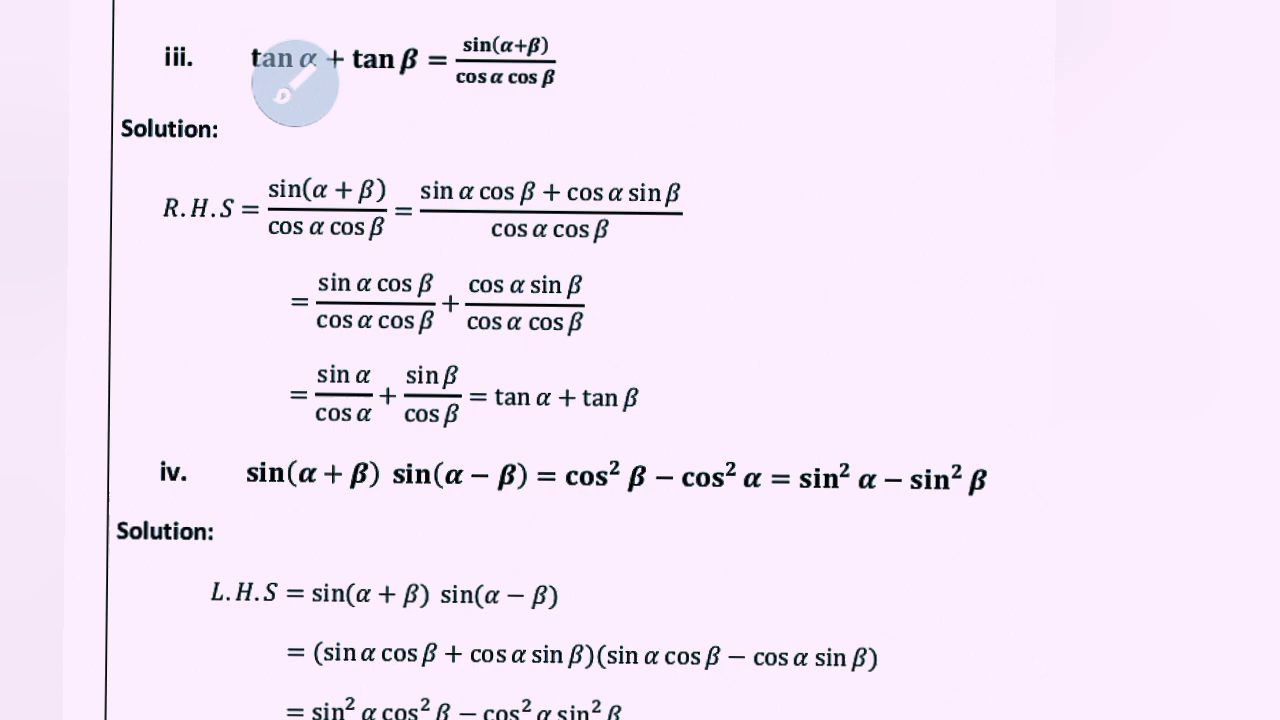 iii. tan α + tan β = sin(α+β) / cos α cos β
Solution:
R.H.S = sin(α + β) / cos α cos β = sin α cos β + cos α sin β / cos α cos β
= sin α cos β / cos α cos β + cos α sin β / cos α cos β
= sin α / cos α + sin β / cos β = tan α + tan β
iv. sin(α + β) sin(α − β) = cos² β − cos² α = sin² α − sin² β
Solution:
L.H.S = sin(α + β) sin(α − β)
= (sin α cos β + cos α sin β)(sin α cos β − cos α sin β)
= sin² α cos² β − cos² α sin² β